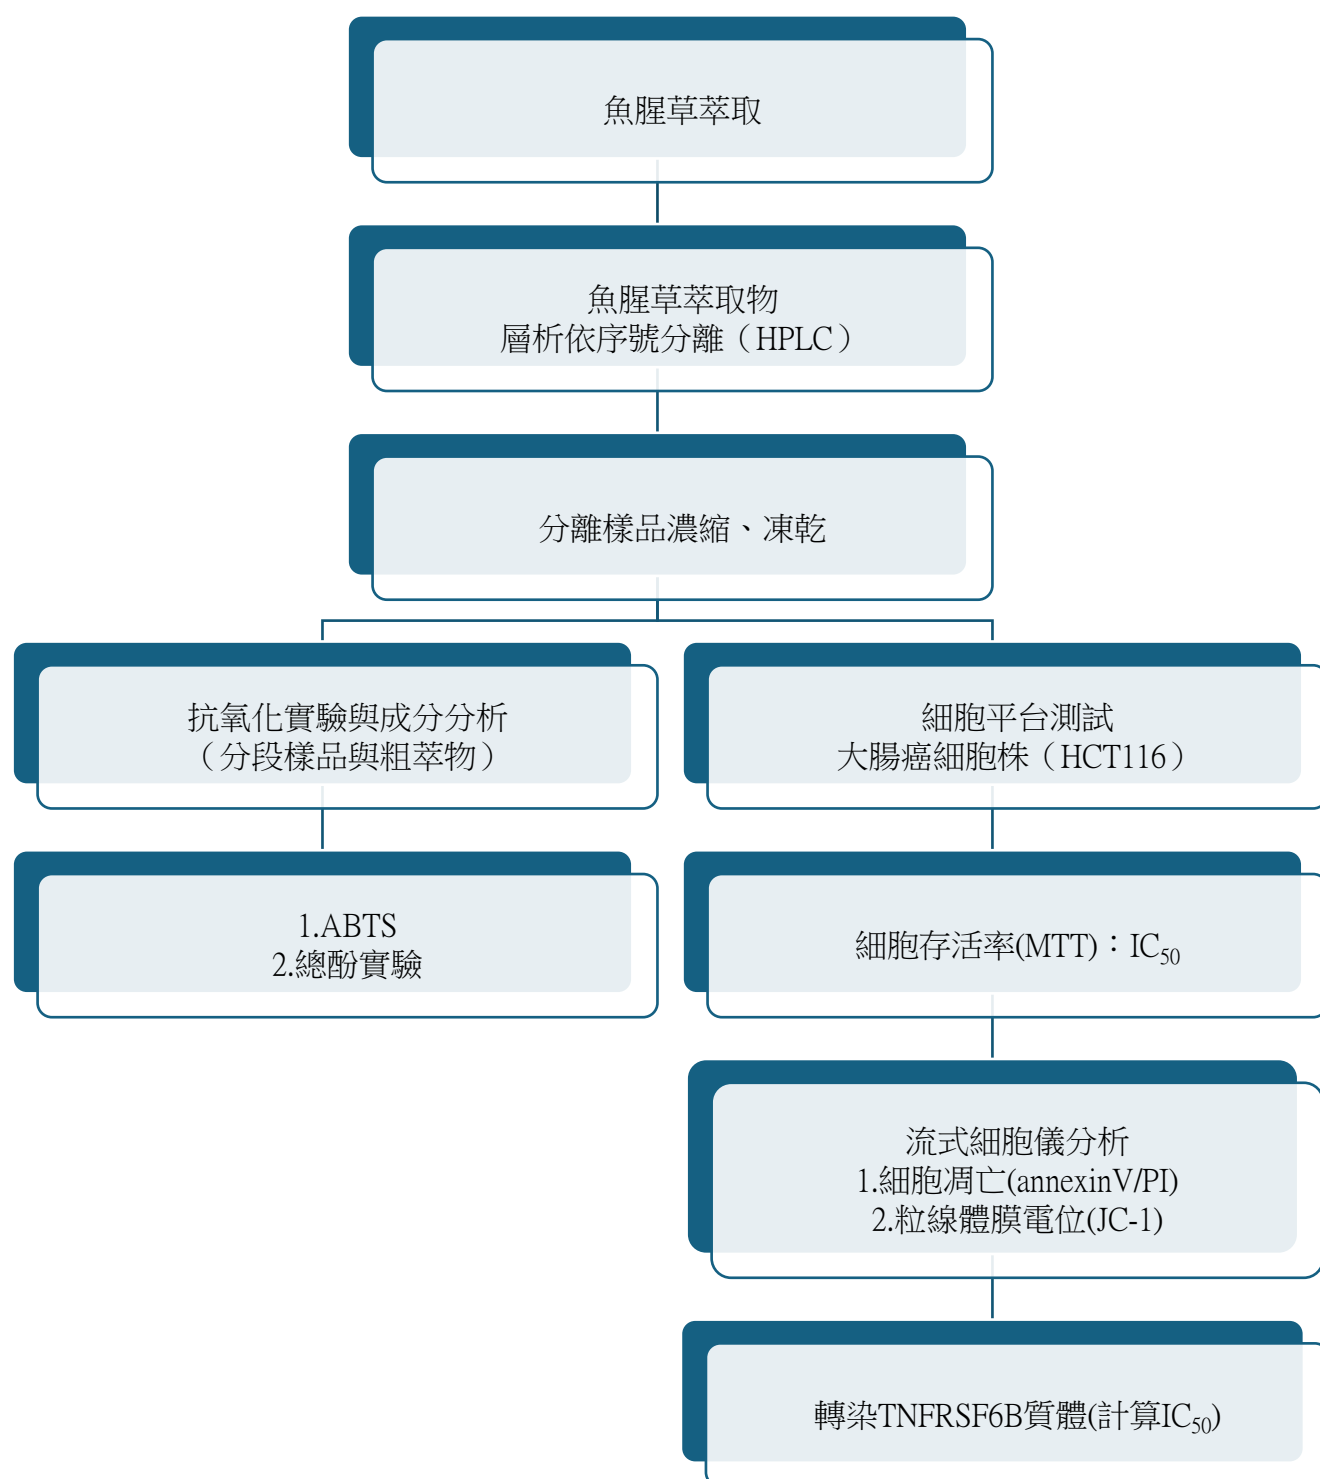 魚腥草萃取
魚腥草萃取物
層析依序號分離（HPLC）
分離樣品濃縮、凍乾
抗氧化實驗與成分分析
（分段樣品與粗萃物）
細胞平台測試
大腸癌細胞株（HCT116）
1.ABTS
2.總酚實驗
細胞存活率(MTT)：IC₅₀
流式細胞儀分析
1.細胞凋亡(annexinV/PI)
2.粒線體膜電位(JC-1)
轉染TNFRSF6B質體(計算IC₅₀)